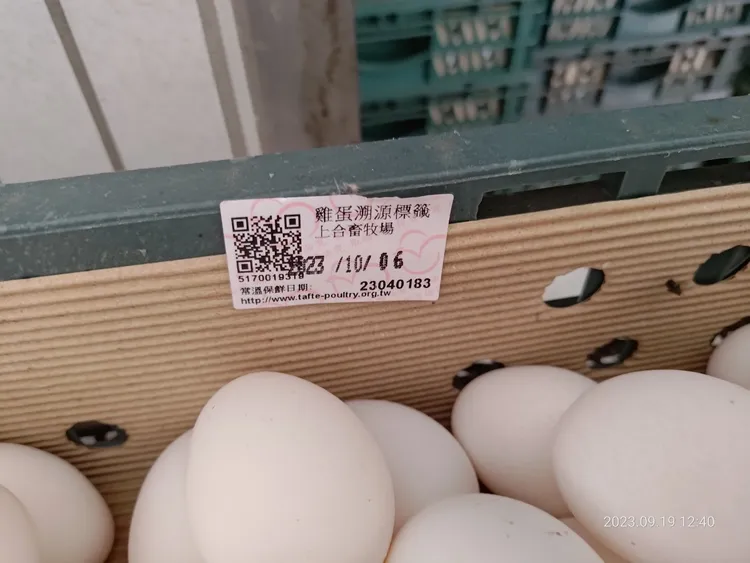 雞蛋溯源標籤
上合畜牧場
2023 /10/ 06
5170019318
常溫保鮮日期:
23040183
http://www.tafte-poultry.org.tw
2023.09.19 12:40